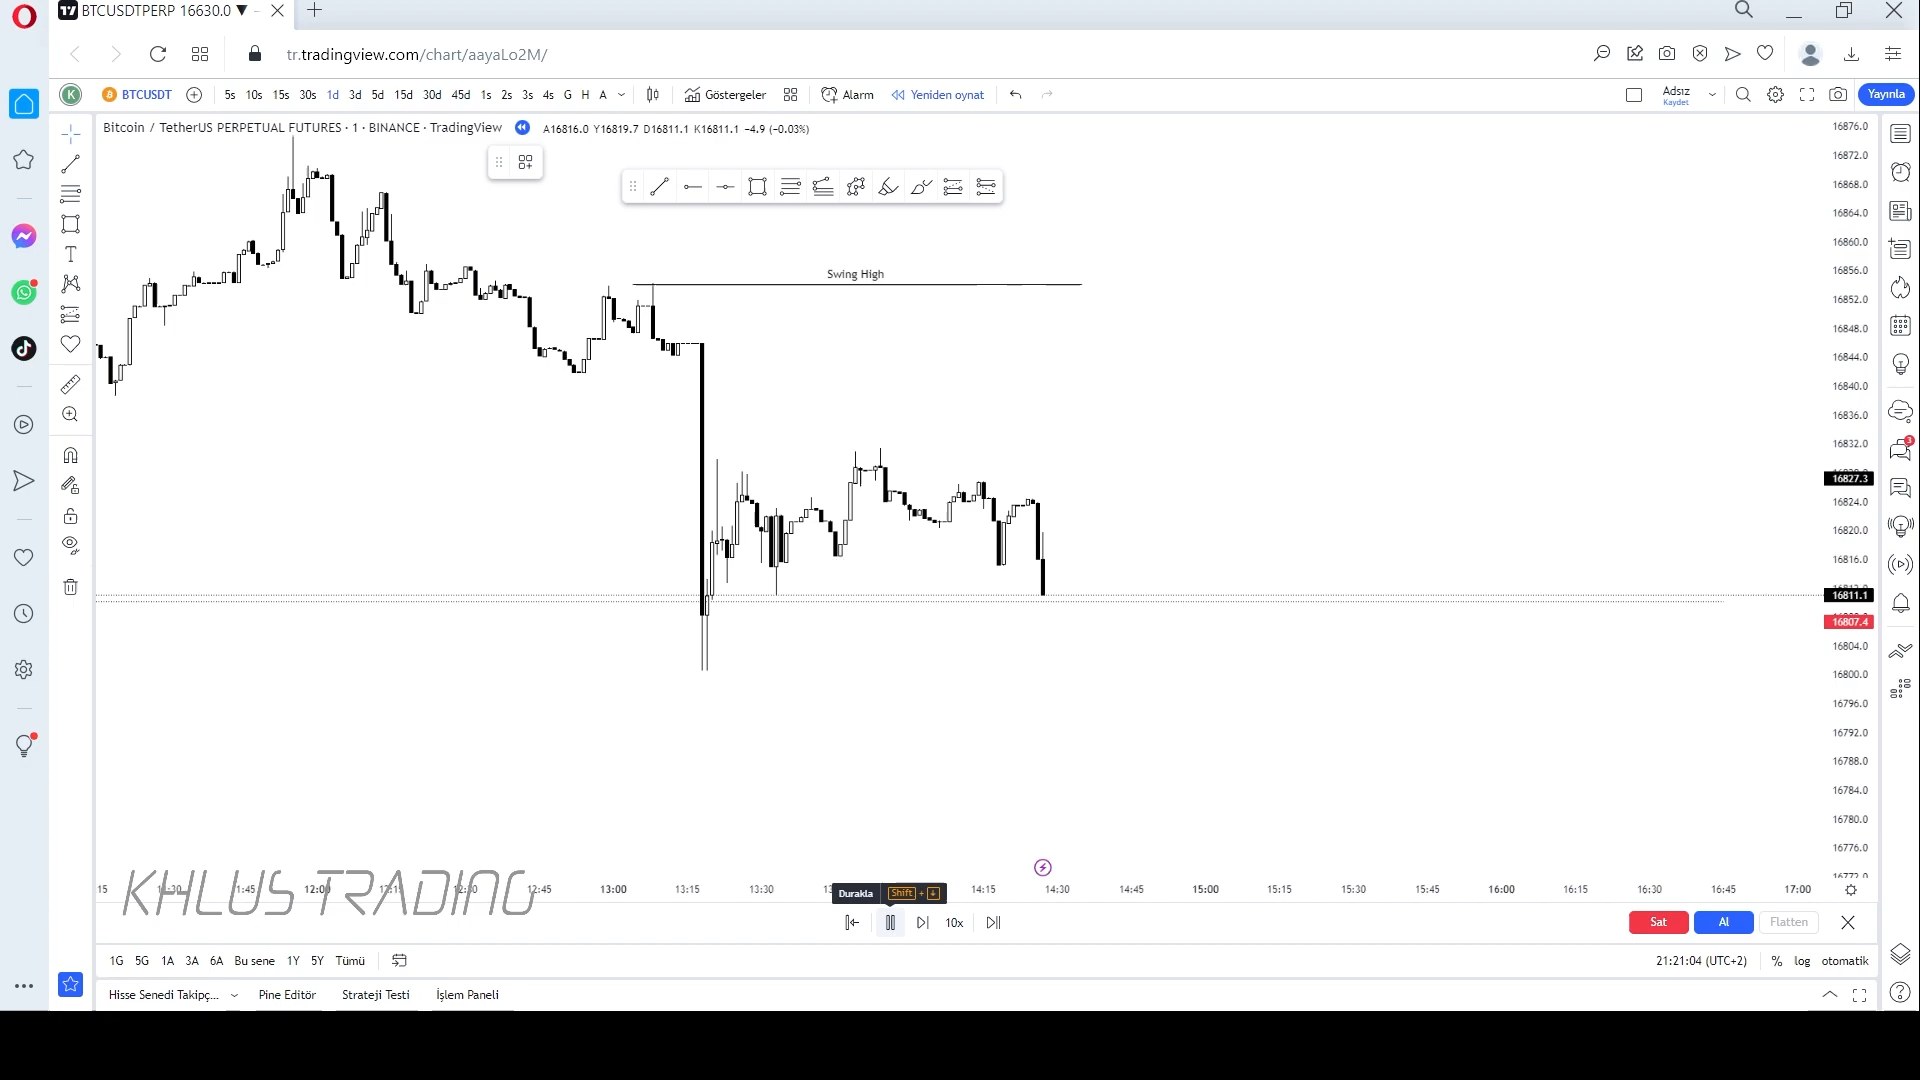 BTCUSDTPERP 16630.0 ▼
tr.tradingview.com/chart/aayaLo2M/
K
BTCUSDT
5s 10s 15s 30s 1d 3d 5d 15d 30d 45d 1s 2s 3s 4s G H A
Göstergeler
Alarm
Yeniden oynat
Adsız
Kaydet
Yayınla
Bitcoin / TetherUS PERPETUAL FUTURES · 1 · BINANCE · TradingView
A16816.0 Y16819.7 D16811.1 K16811.1 −4.9 (−0.03%)
Swing High
16876.0
16872.0
16868.0
16864.0
16860.0
16856.0
16852.0
16848.0
16844.0
16840.0
16836.0
16832.0
16827.3
16824.0
16820.0
16816.0
16811.1
16807.4
16804.0
16800.0
16796.0
16792.0
16788.0
16784.0
16780.0
16776.0
16772.0
3
KHLUS TRADING
15 12:00 12:45 13:00 13:15 13:30 14:15 14:30 14:45 15:00 15:15 15:30 15:45 16:00 16:15 16:30 16:45 17:00
Durakla Shift + ↓
10x
Sat Al Flatten
1G 5G 1A 3A 6A Bu sene 1Y 5Y Tümü
21:21:04 (UTC+2) % log otomatik
Hisse Senedi Takipç... Pine Editör Strateji Testi İşlem Paneli